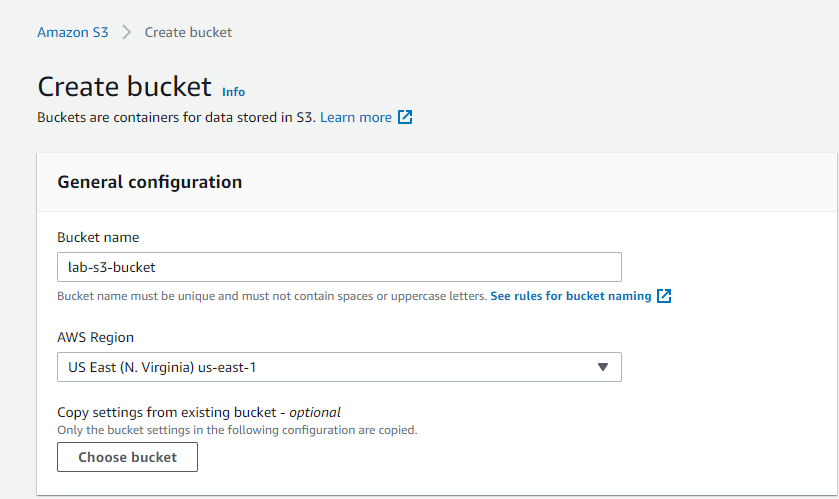 Amazon S3 > Create bucket
Create bucket Info
Buckets are containers for data stored in S3. Learn more
General configuration
Bucket name
lab-s3-bucket
Bucket name must be unique and must not contain spaces or uppercase letters. See rules for bucket naming
AWS Region
US East (N. Virginia) us-east-1
Copy settings from existing bucket - optional
Only the bucket settings in the following configuration are copied.
Choose bucket